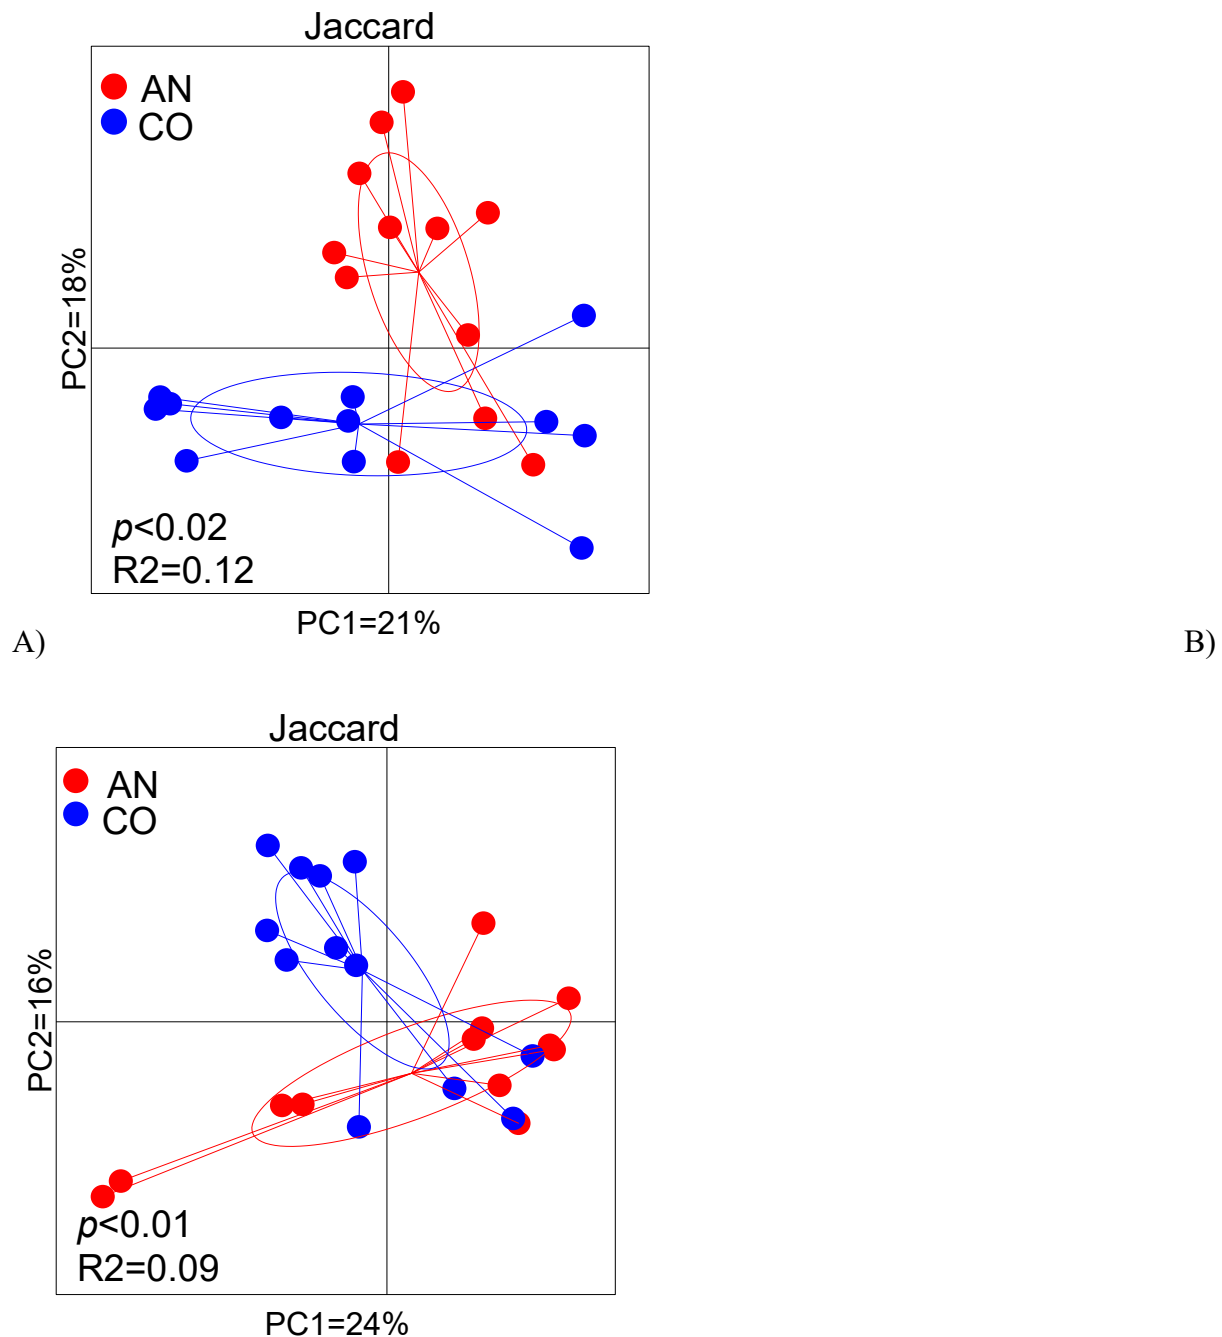 Jaccard
AN
CO
PC2=18%
p<0.02
R2=0.12
PC1=21%
A)
B)
Jaccard
AN
CO
PC2=16%
p<0.01
R2=0.09
PC1=24%